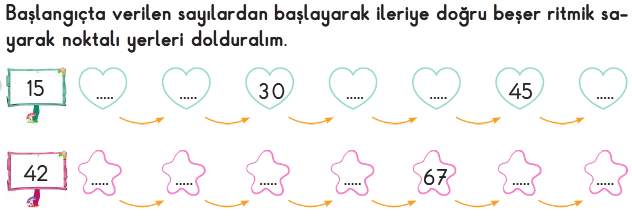 Başlangıçta verilen sayılardan başlayarak ileriye doğru beşer ritmik sa-
yarak noktalı yerleri dolduralım.
15 ..... ..... 30 ..... ..... 45 .....
42 ..... ..... ..... ..... 67 ..... .....